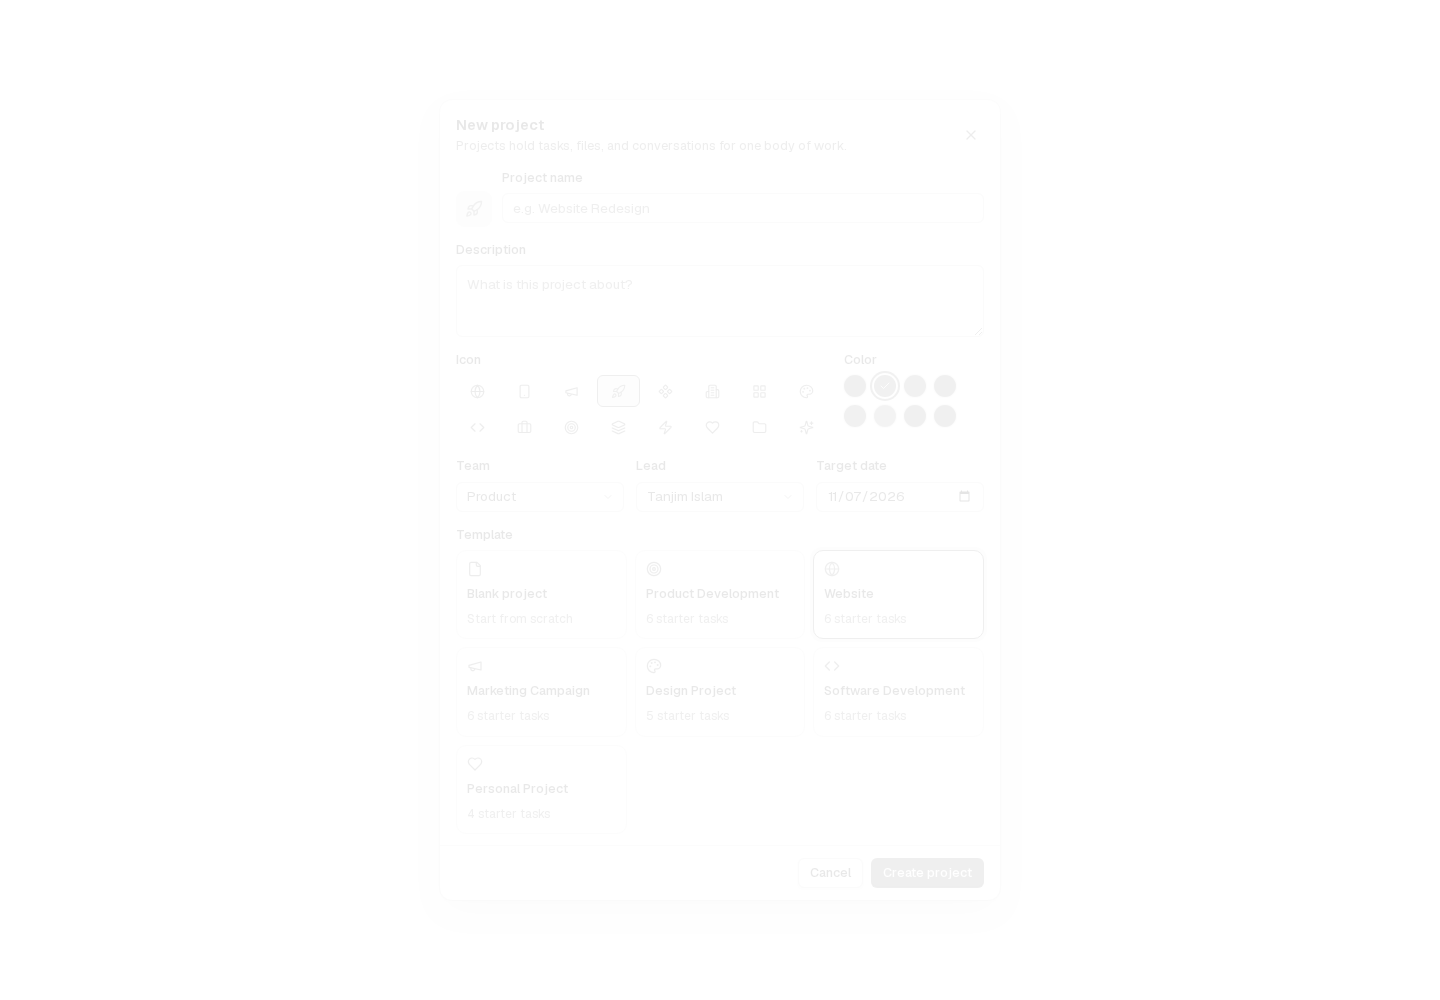 New project
Projects hold tasks, files, and conversations for one body of work.
Project name
e.g. Website Redesign
Description
What is this project about?
Icon
Color
Team
Lead
Target date
Product
Tanjim Islam
11/07/2026
Template
Blank project
Start from scratch
Product Development
6 starter tasks
Website
6 starter tasks
Marketing Campaign
6 starter tasks
Design Project
5 starter tasks
Software Development
6 starter tasks
Personal Project
4 starter tasks
Cancel
Create project